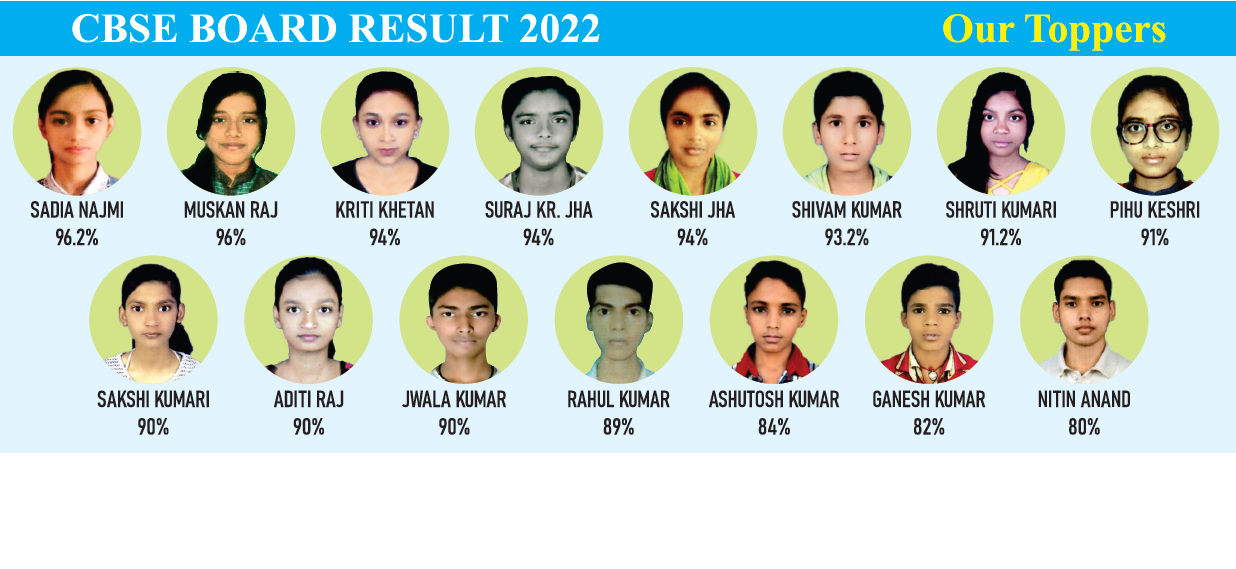 CBSE BOARD RESULT 2022 Our Toppers
SADIA NAJMI MUSKAN RAJ KRITI KHETAN SURAJ KR. JHA SAKSHI JHA SHIVAM KUMAR SHRUTI KUMARI PIHU KESHRI
96.2% 96% 94% 94% 94% 93.2% 91.2% 91%
SAKSHI KUMARI ADITI RAJ JWALA KUMAR RAHUL KUMAR ASHUTOSH KUMAR GANESH KUMAR NITIN ANAND
90% 90% 90% 89% 84% 82% 80%